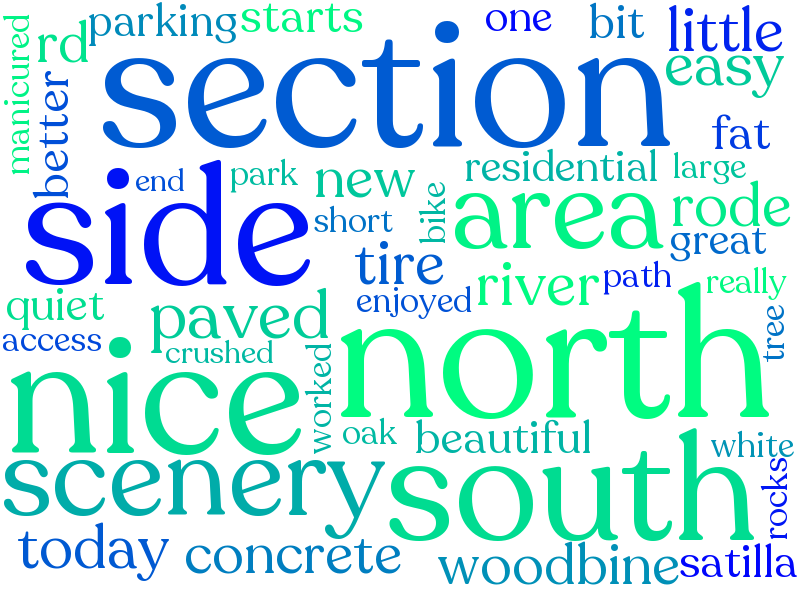 manicured
rd
parking
starts
one
bit
little
section
easy
better
fat
end
park
new
residential
large
side
short
bike
area
rode
tire
great
quiet
access
paved
enjoyed
river
path
really
crushed
worked
north
tree
nice
oak
beautiful
white
scenery
south
rocks
today
concrete
woodbine
satilla